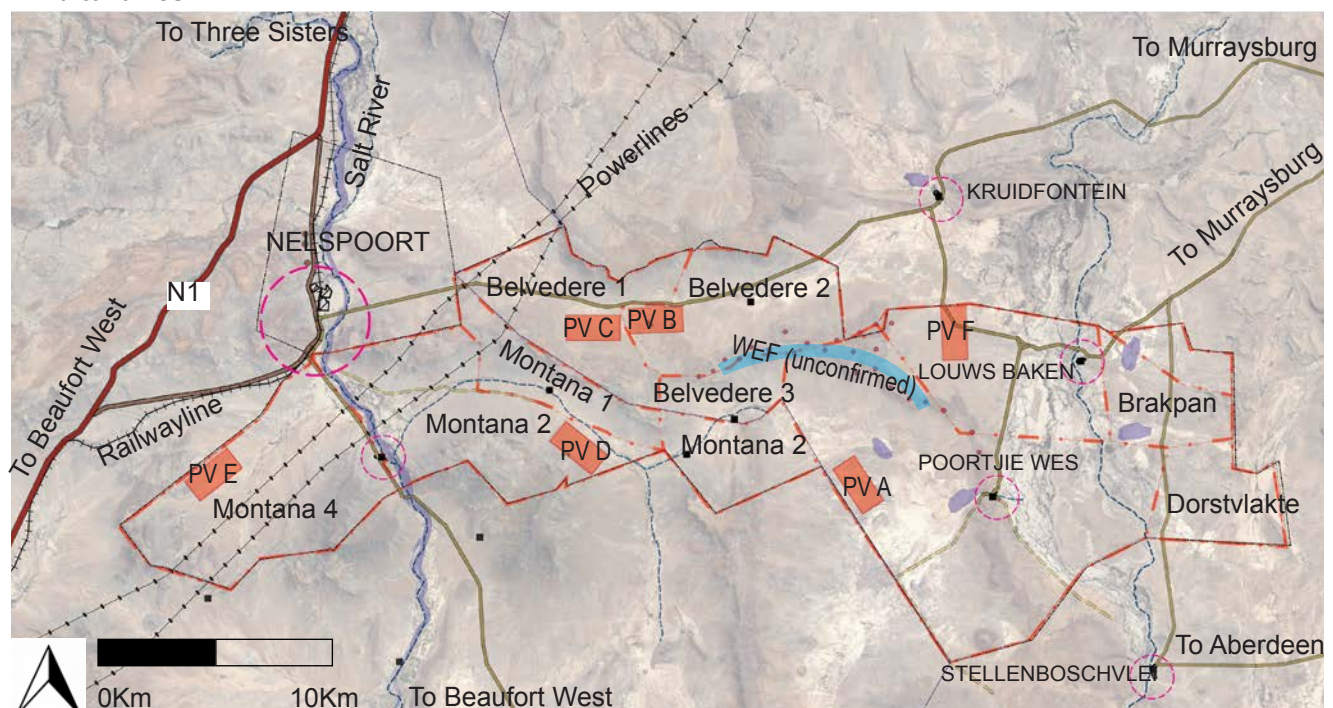 To Three Sisters
To Murraysburg
Salt River
Powerlines
KRUIDFONTEIN
To Murraysburg
NELSPOORT
N1
Belvedere 1
Belvedere 2
PV C
PV B
PV F
WEF (unconfirmed)
LOUWS BAKEN
Montana 1
Belvedere 3
Brakpan
To Beaufort West
Railwayline
Montana 2
Montana 2
PV D
PV E
POORTJIE WES
PV A
Montana 4
Dorstvlakte
To Aberdeen
STELLENBOSCHVLEI
0Km
10Km
To Beaufort West